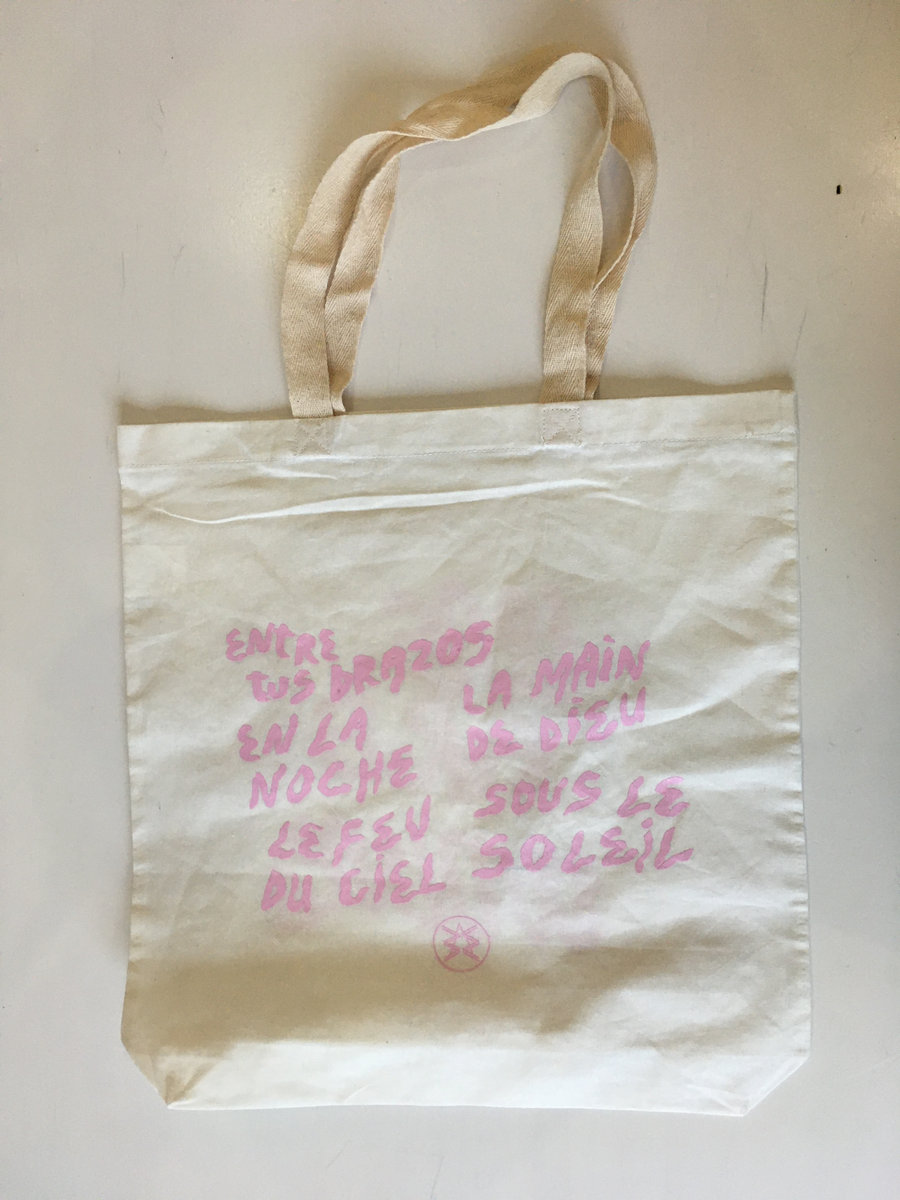 ENTRE
TUS BRAZOS
EN LA
NOCHE
LE FEU
DU CIEL
LA MAIN
DE DIEU
SOUS LE
SOLEIL